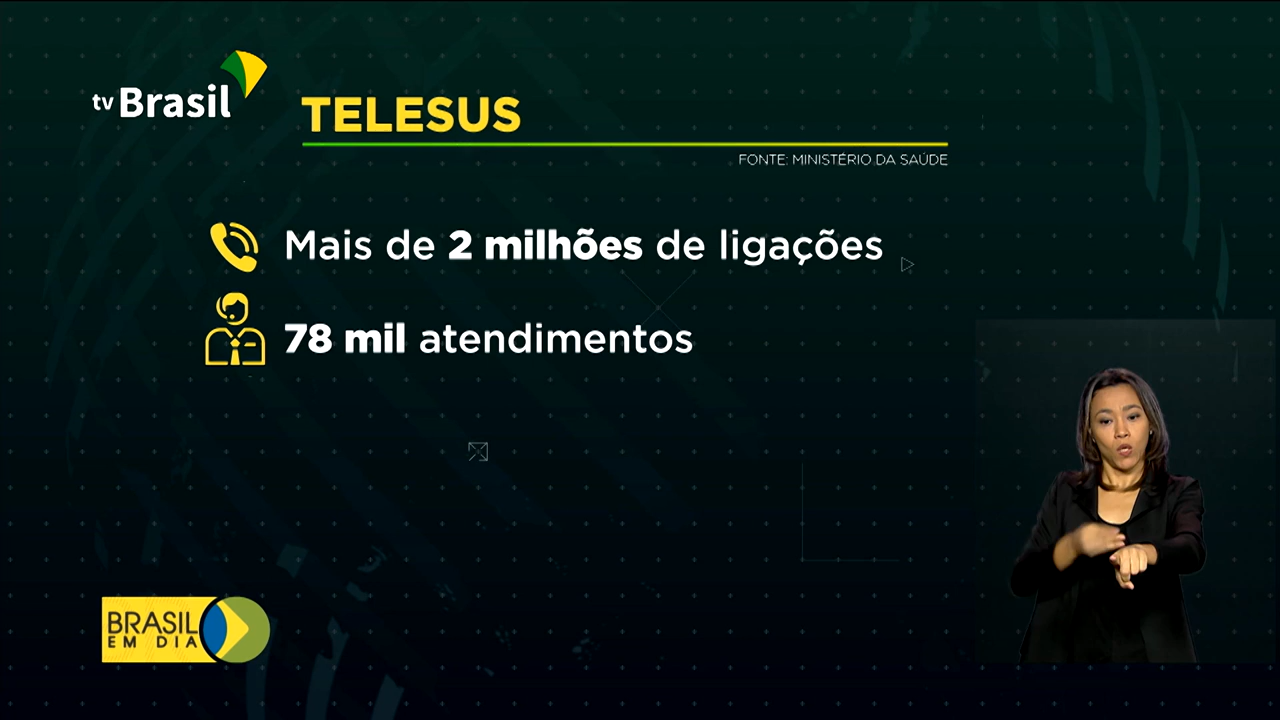 tv Brasil
TELESUS
FONTE: MINISTÉRIO DA SAÚDE
Mais de 2 milhões de ligações
78 mil atendimentos
BRASIL
EM DIA